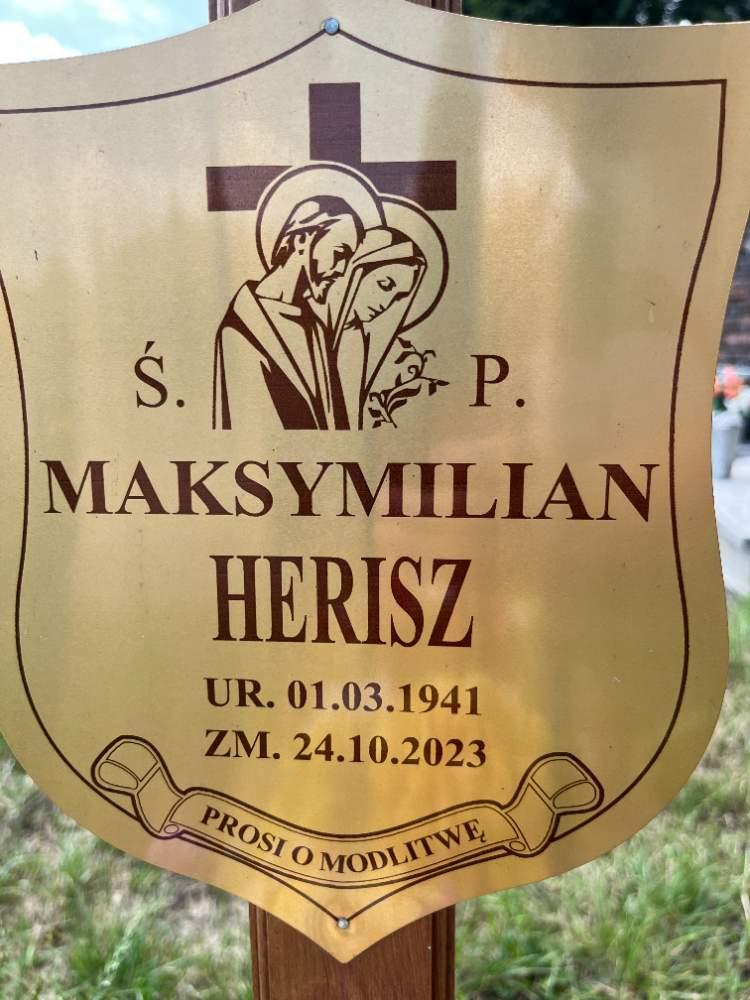 Ś. P.
MAKSYMILIAN
HERISZ
UR. 01.03.1941
ZM. 24.10.2023
PROSI O MODLITWĘ